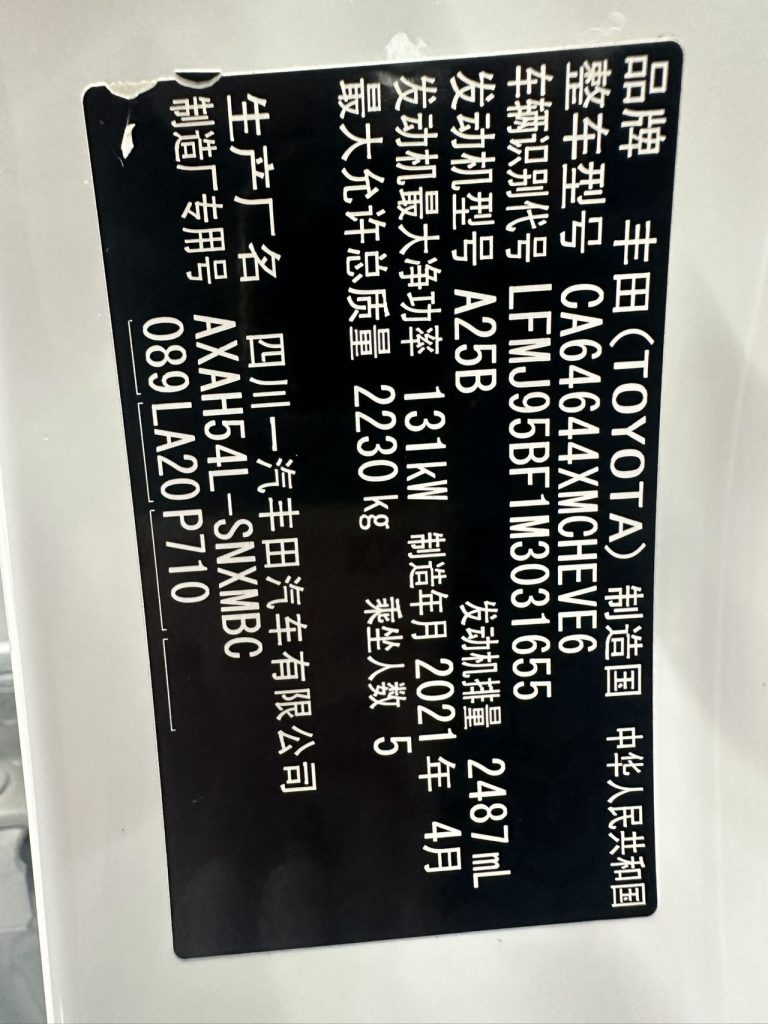 品牌 丰田(TOYOTA) 制造国 中华人民共和国
整车型号 CA64644XMCHEVE6
车辆识别代号 LFMJ95BF1M3031655
发动机型号 A25B 发动机排量 2487mL
发动机最大净功率 131kW 制造年月 2021年 4月
最大允许总质量 2230kg 乘坐人数 5
生产厂名 四川一汽丰田汽车有限公司
制造厂专用号 AXAH54L-SNXMBC
089LA20P710